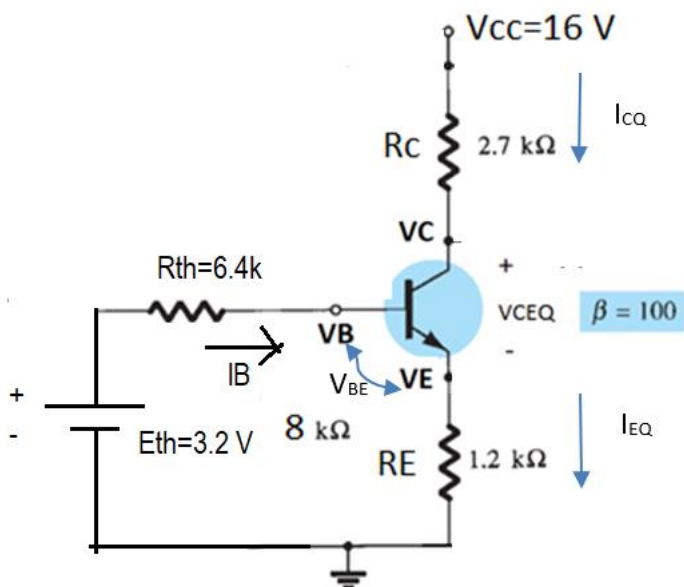 Vcc=16 V
ICQ
Rc
2.7 kΩ
VC
Rth=6.4k
+
VCEQ
β = 100
-
VB
IB
VBE
VE
+
-
Eth=3.2 V
8 kΩ
RE
1.2 kΩ
IEQ